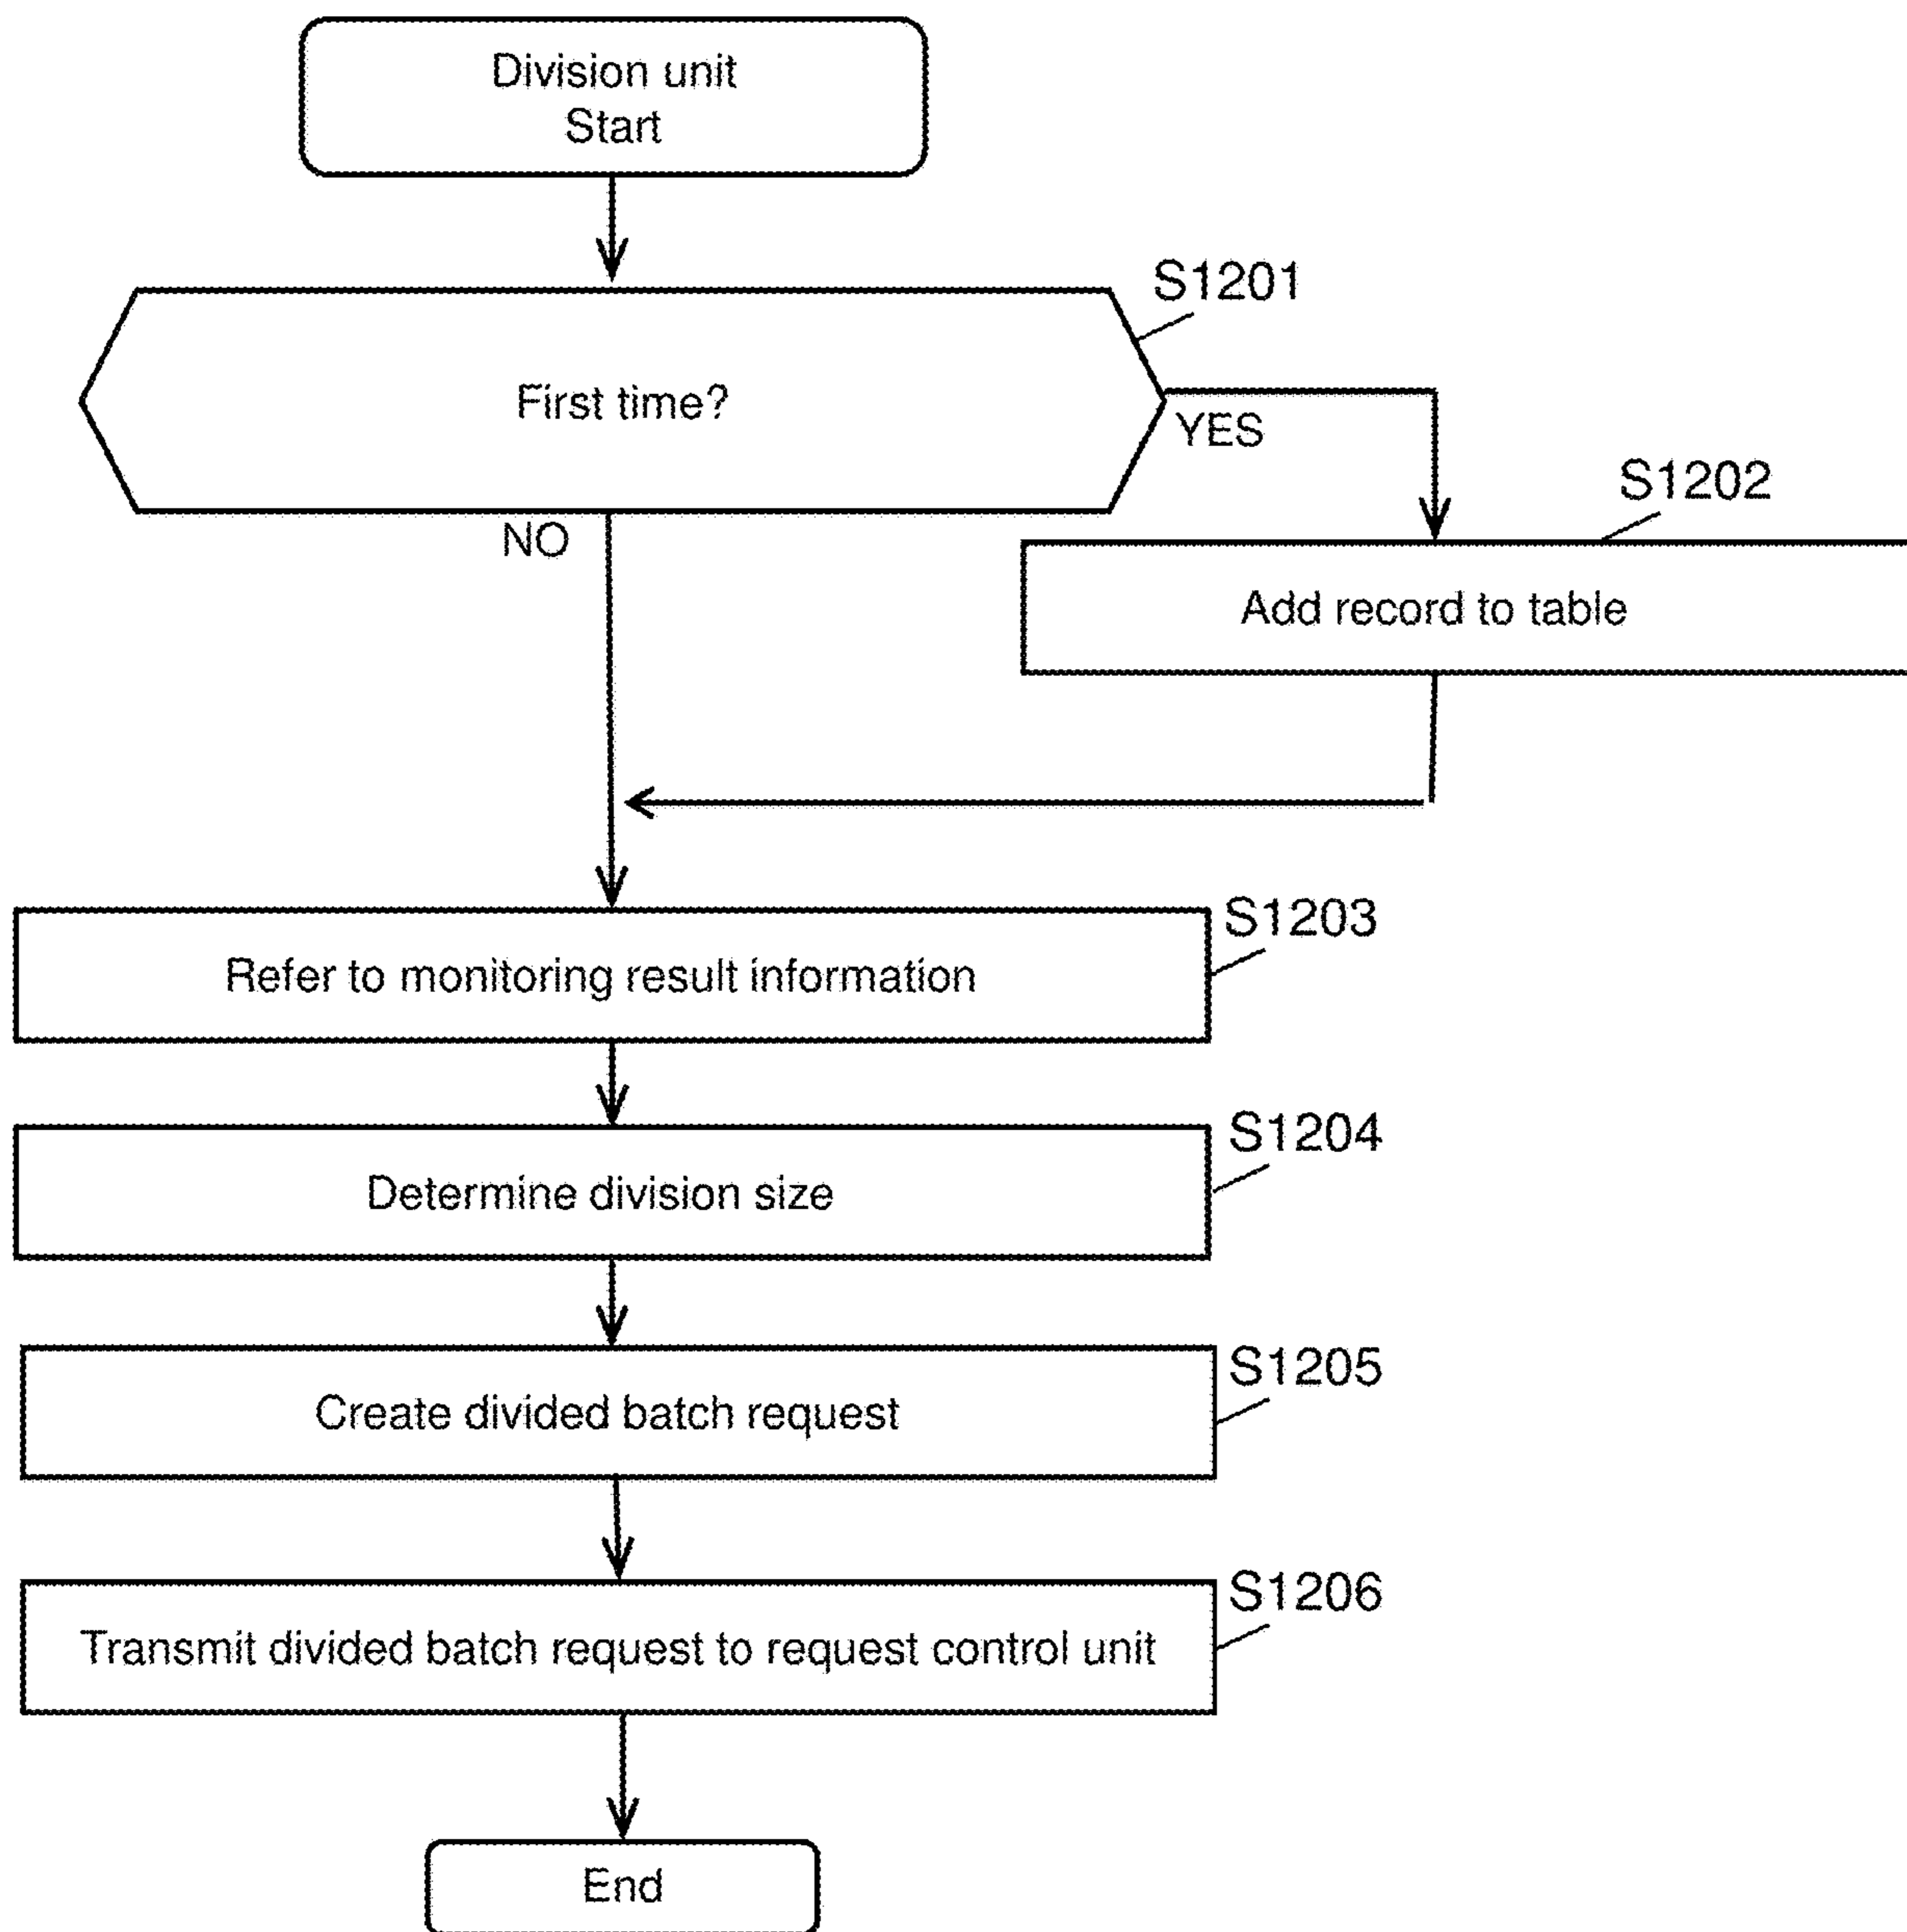 Division unit
Start
S1201
First time?
YES
NO
S1202
Add record to table
S1203
Refer to monitoring result information
S1204
Determine division size
S1205
Create divided batch request
S1206
Transmit divided batch request to request control unit
End